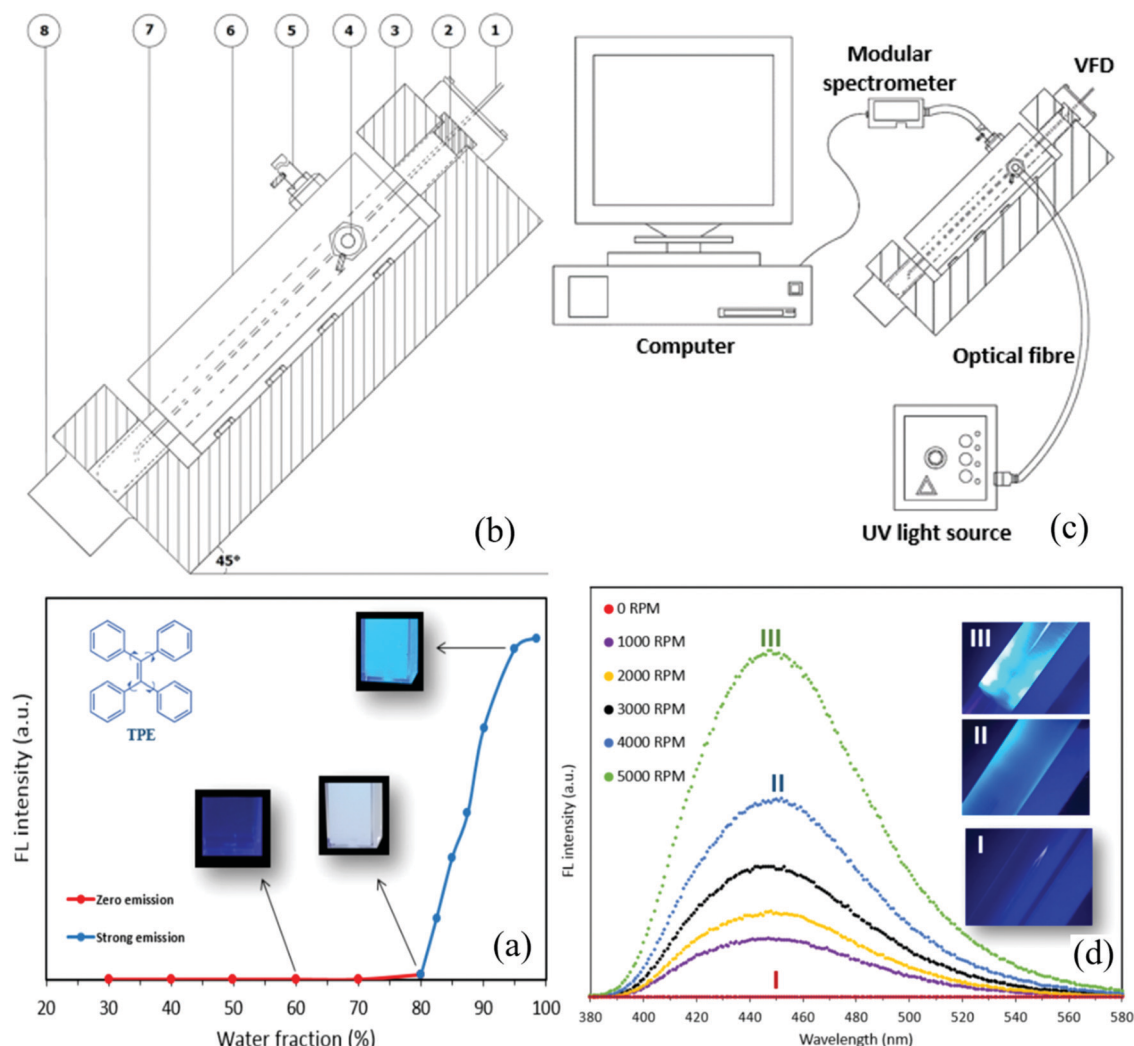 8 7 6 5 4 3 2 1
45°
(b)
Modular
spectrometer
VFD
Computer
Optical fibre
UV light source
(c)
FL intensity (a.u.)
TPE
Zero emission
Strong emission
(a)
20 30 40 50 60 70 80 90 100
Water fraction (%)
FL intensity (a.u.)
0 RPM
1000 RPM
2000 RPM
3000 RPM
4000 RPM
5000 RPM
III
II
I
III
II
I
(d)
380 400 420 440 460 480 500 520 540 560 580
Wavelength (nm)